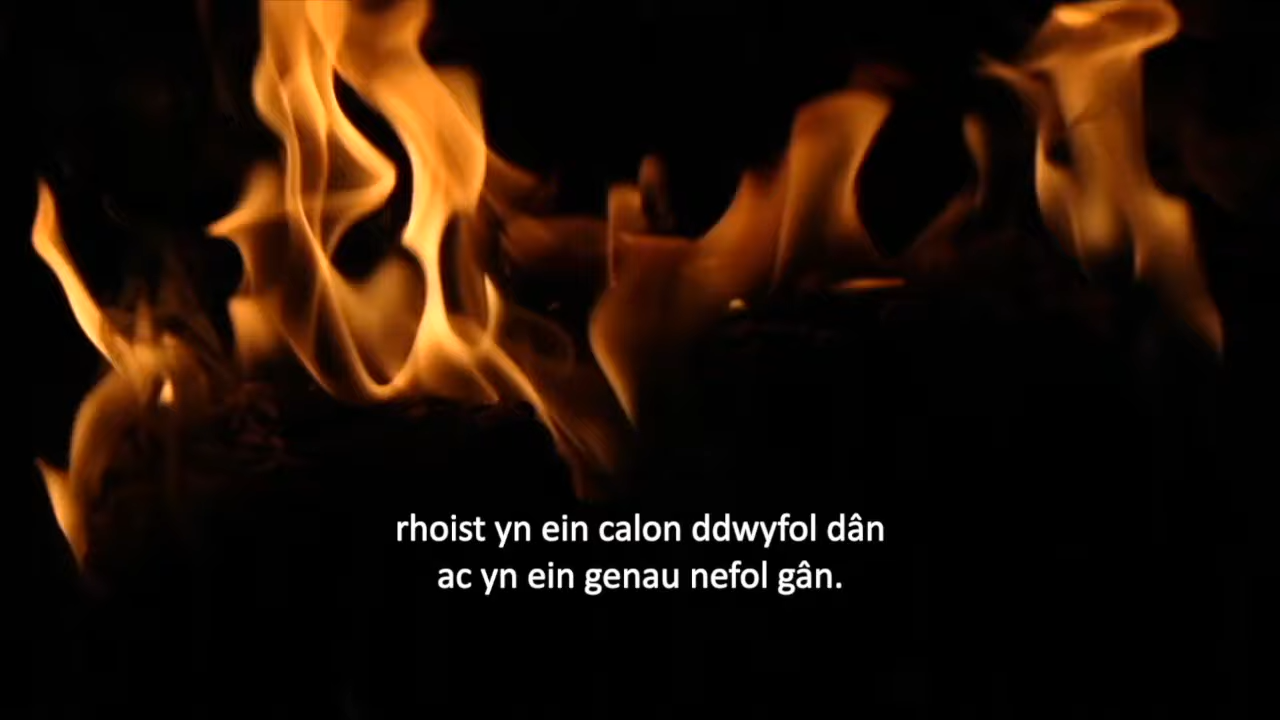 rhoist yn ein calon ddwyfol dân
ac yn ein genau nefol gân.